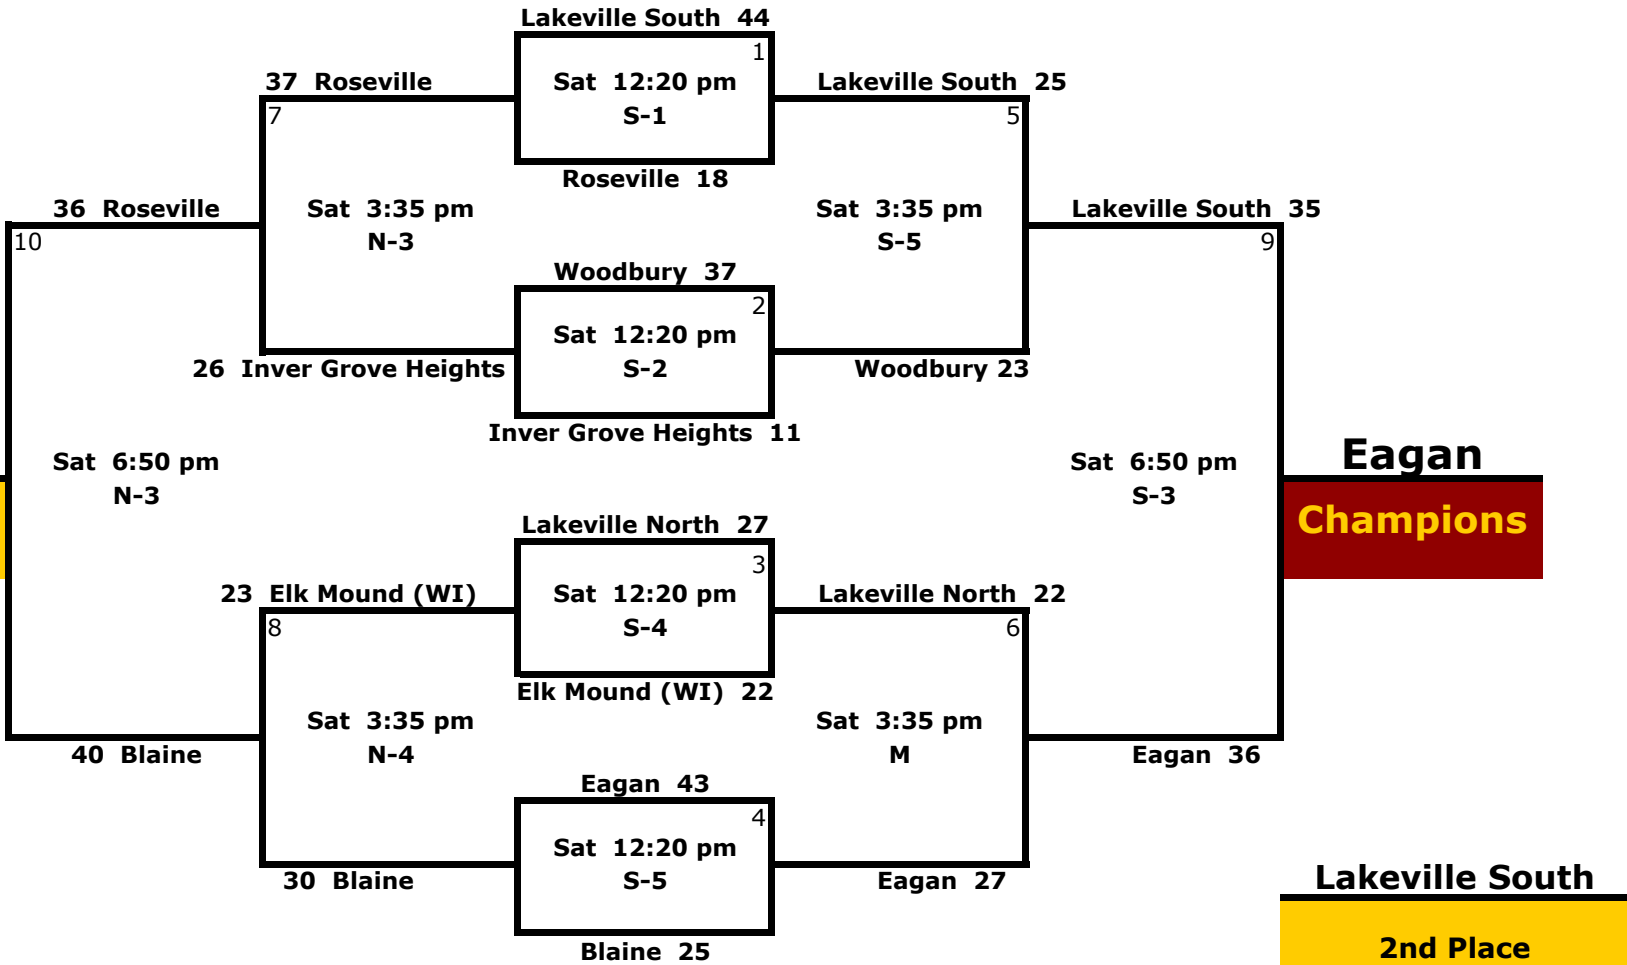 Lakeville South 44
1
37 Roseville
Sat 12:20 pm
Lakeville South 25
7
S-1
5
Roseville 18
36 Roseville
Sat 3:35 pm
Sat 3:35 pm
Lakeville South 35
10
N-3
S-5
9
Woodbury 37
2
Sat 12:20 pm
26 Inver Grove Heights
S-2
Woodbury 23
Inver Grove Heights 11
Sat 6:50 pm
Sat 6:50 pm
Eagan
N-3
S-3
Champions
Lakeville North 27
3
23 Elk Mound (WI)
Sat 12:20 pm
Lakeville North 22
8
S-4
6
Elk Mound (WI) 22
Sat 3:35 pm
Sat 3:35 pm
40 Blaine
N-4
M
Eagan 36
Eagan 43
4
Sat 12:20 pm
30 Blaine
S-5
Eagan 27
Lakeville South
Blaine 25
2nd Place